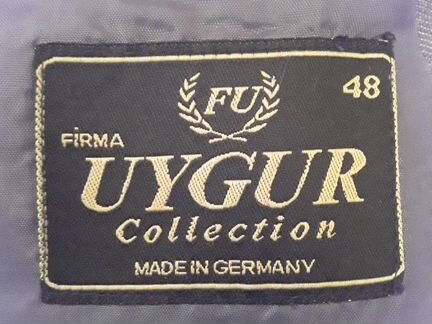 FU
48
FİRMA
UYGUR
Collection
MADE IN GERMANY